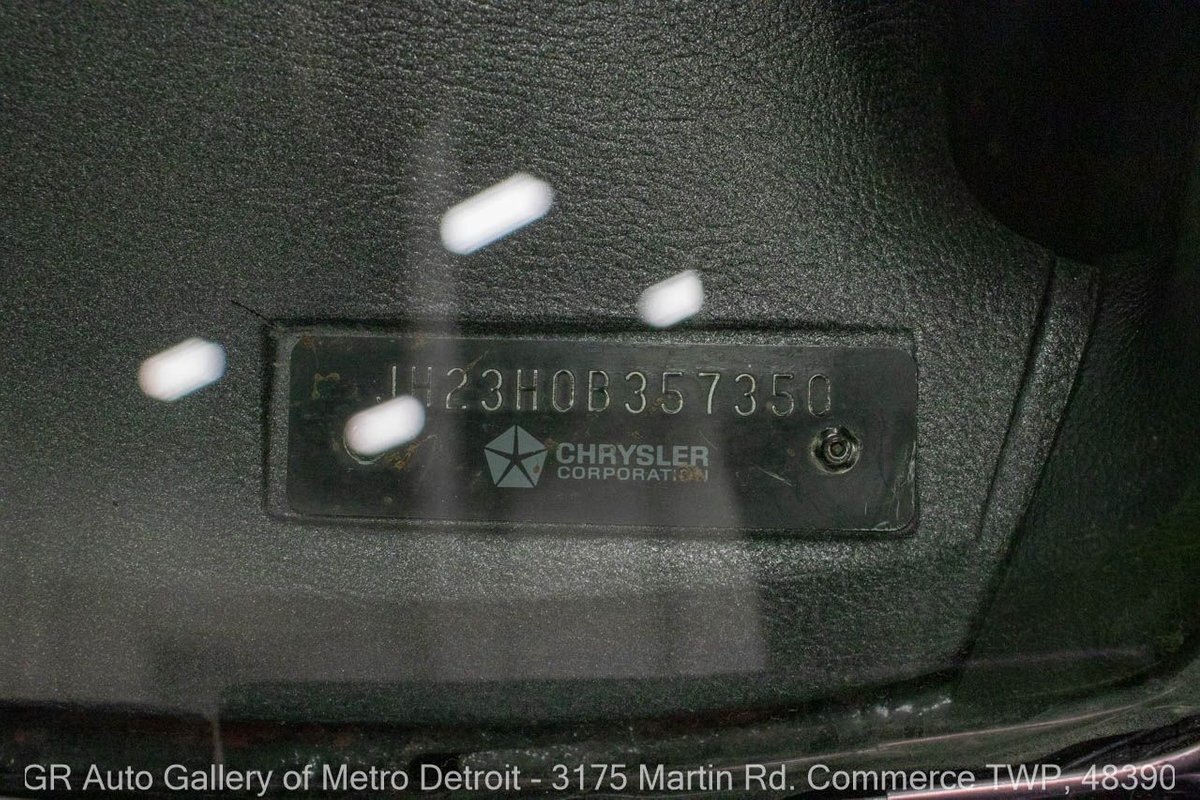 JH23H0B357350
CHRYSLER
CORPORATION
GR Auto Gallery of Metro Detroit - 3175 Martin Rd. Commerce TWP, 48390